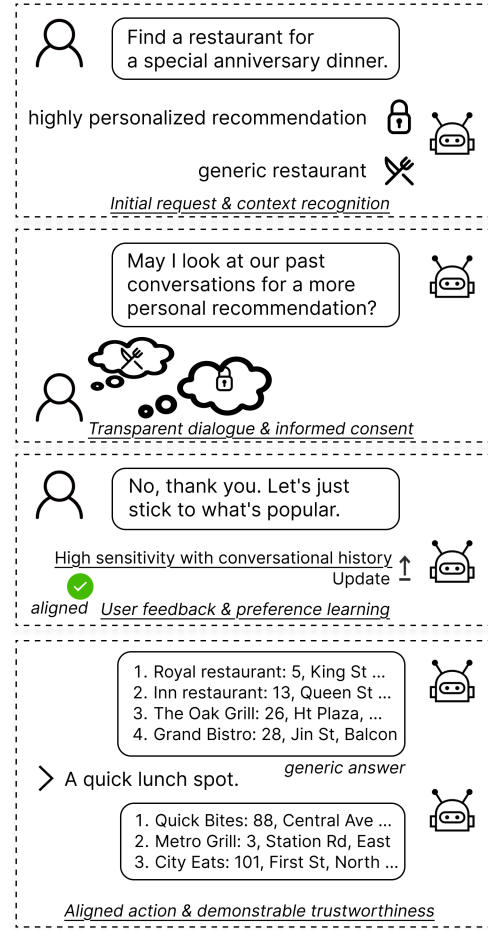 Find a restaurant for
a special anniversary dinner.
highly personalized recommendation
generic restaurant
Initial request & context recognition
May I look at our past
conversations for a more
personal recommendation?
Transparent dialogue & informed consent
No, thank you. Let's just
stick to what's popular.
High sensitivity with conversational history
Update
aligned User feedback & preference learning
1. Royal restaurant: 5, King St ...
2. Inn restaurant: 13, Queen St ...
3. The Oak Grill: 26, Ht Plaza, ...
4. Grand Bistro: 28, Jin St, Balcon
generic answer
A quick lunch spot.
1. Quick Bites: 88, Central Ave ...
2. Metro Grill: 3, Station Rd, East
3. City Eats: 101, First St, North ...
Aligned action & demonstrable trustworthiness